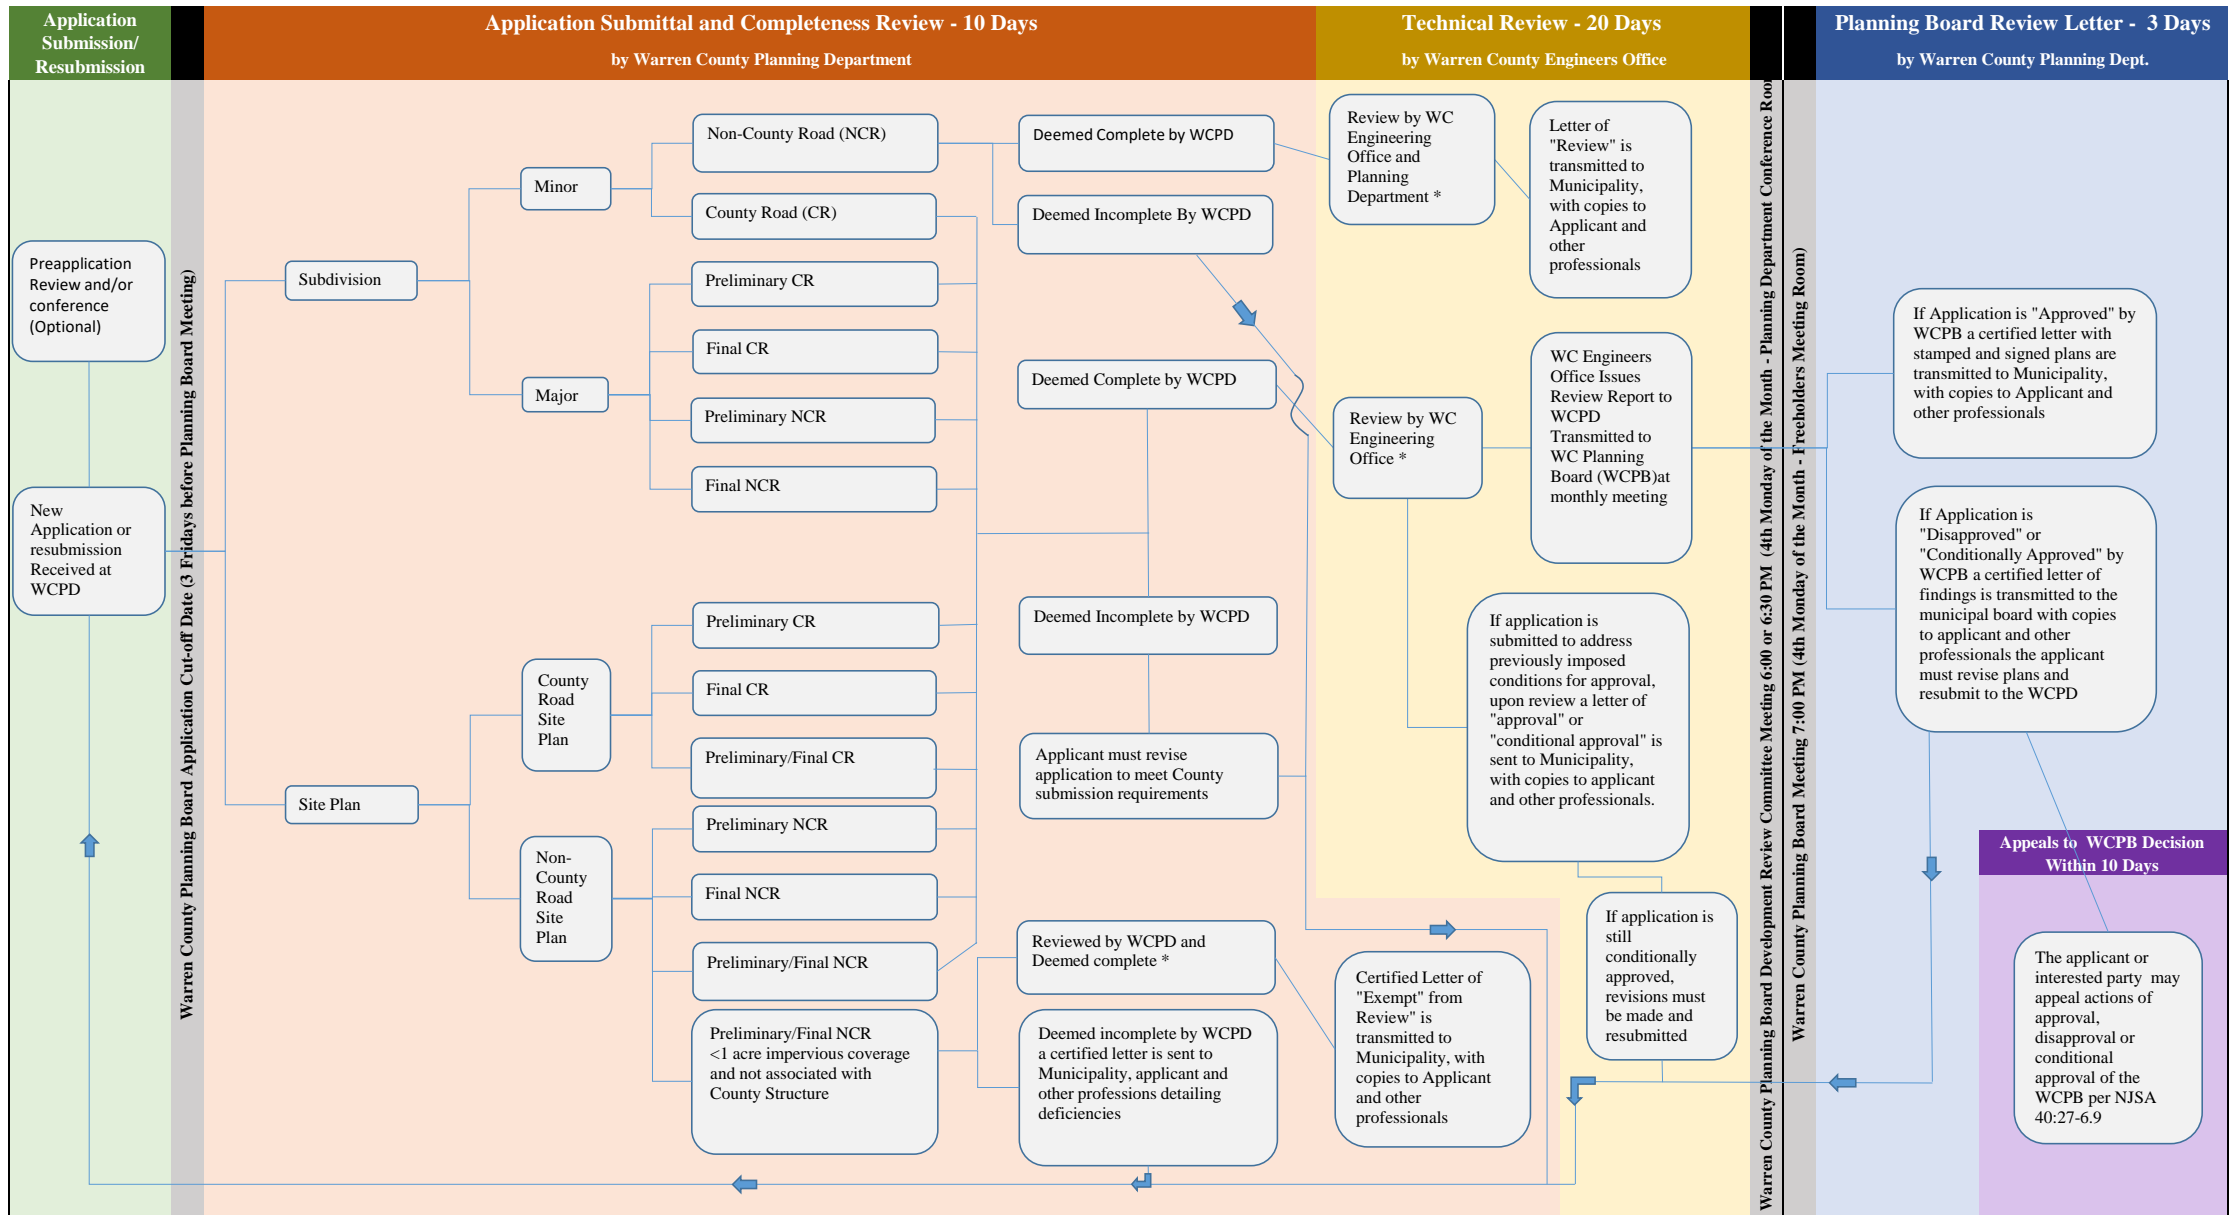 Application
Submission/
Resubmission
Application Submittal and Completeness Review - 10 Days
by Warren County Planning Department
Technical Review - 20 Days
by Warren County Engineers Office
Planning Board Review Letter -  3 Days
by Warren County Planning Dept.
Preapplication
Review and/or
conference
(Optional)
New
Application or
resubmission
Received at
WCPD
Warren County Planning Board Application Cut-off Date (3 Fridays before Planning Board Meeting)
Subdivision
Site Plan
Minor
Major
County
Road
Site
Plan
Non-
County
Road
Site
Plan
Non-County Road (NCR)
County Road (CR)
Preliminary CR
Final CR
Preliminary NCR
Final NCR
Preliminary CR
Final CR
Preliminary/Final CR
Preliminary NCR
Final NCR
Preliminary/Final NCR
Preliminary/Final NCR
<1 acre impervious coverage
and not associated with
County Structure
Deemed Complete by WCPD
Deemed Incomplete By WCPD
Deemed Complete by WCPD
Deemed Incomplete by WCPD
Applicant must revise
application to meet County
submission requirements
Reviewed by WCPD and
Deemed complete *
Deemed incomplete by WCPD
a certified letter is sent to
Municipality, applicant and
other professions detailing
deficiencies
Review by WC
Engineering
Office and
Planning
Department *
Letter of
"Review" is
transmitted to
Municipality,
with copies to
Applicant and
other
professionals
Review by WC
Engineering
Office *
WC Engineers
Office Issues
Review Report to
WCPD
Transmitted to
WC Planning
Board (WCPB)at
monthly meeting
If application is
submitted to address
previously imposed
conditions for approval,
upon review a letter of
"approval" or
"conditional approval" is
sent to Municipality,
with copies to applicant
and other professionals.
If application is
still
conditionally
approved,
revisions must
be made and
resubmitted
Certified Letter of
"Exempt" from
Review" is
transmitted to
Municipality, with
copies to Applicant
and other
professionals
Warren County Planning Board Development Review Committee Meeting 6:00 or 6:30 PM  (4th Monday of the Month - Planning Department Conference Roo
Warren County Planning Board Meeting 7:00 PM (4th Monday of the Month - Freeholders Meeting Room)
If Application is "Approved" by
WCPB a certified letter with
stamped and signed plans are
transmitted to Municipality,
with copies to Applicant and
other professionals
If Application is
"Disapproved" or
"Conditionally Approved" by
WCPB a certified letter of
findings is transmitted to the
municipal board with copies
to applicant and other
professionals the applicant
must revise plans and
resubmit to the WCPD
Appeals to  WCPB Decision
Within 10 Days
The applicant or
interested party  may
appeal actions of
approval,
disapproval or
conditional
approval of the
WCPB per NJSA
40:27-6.9